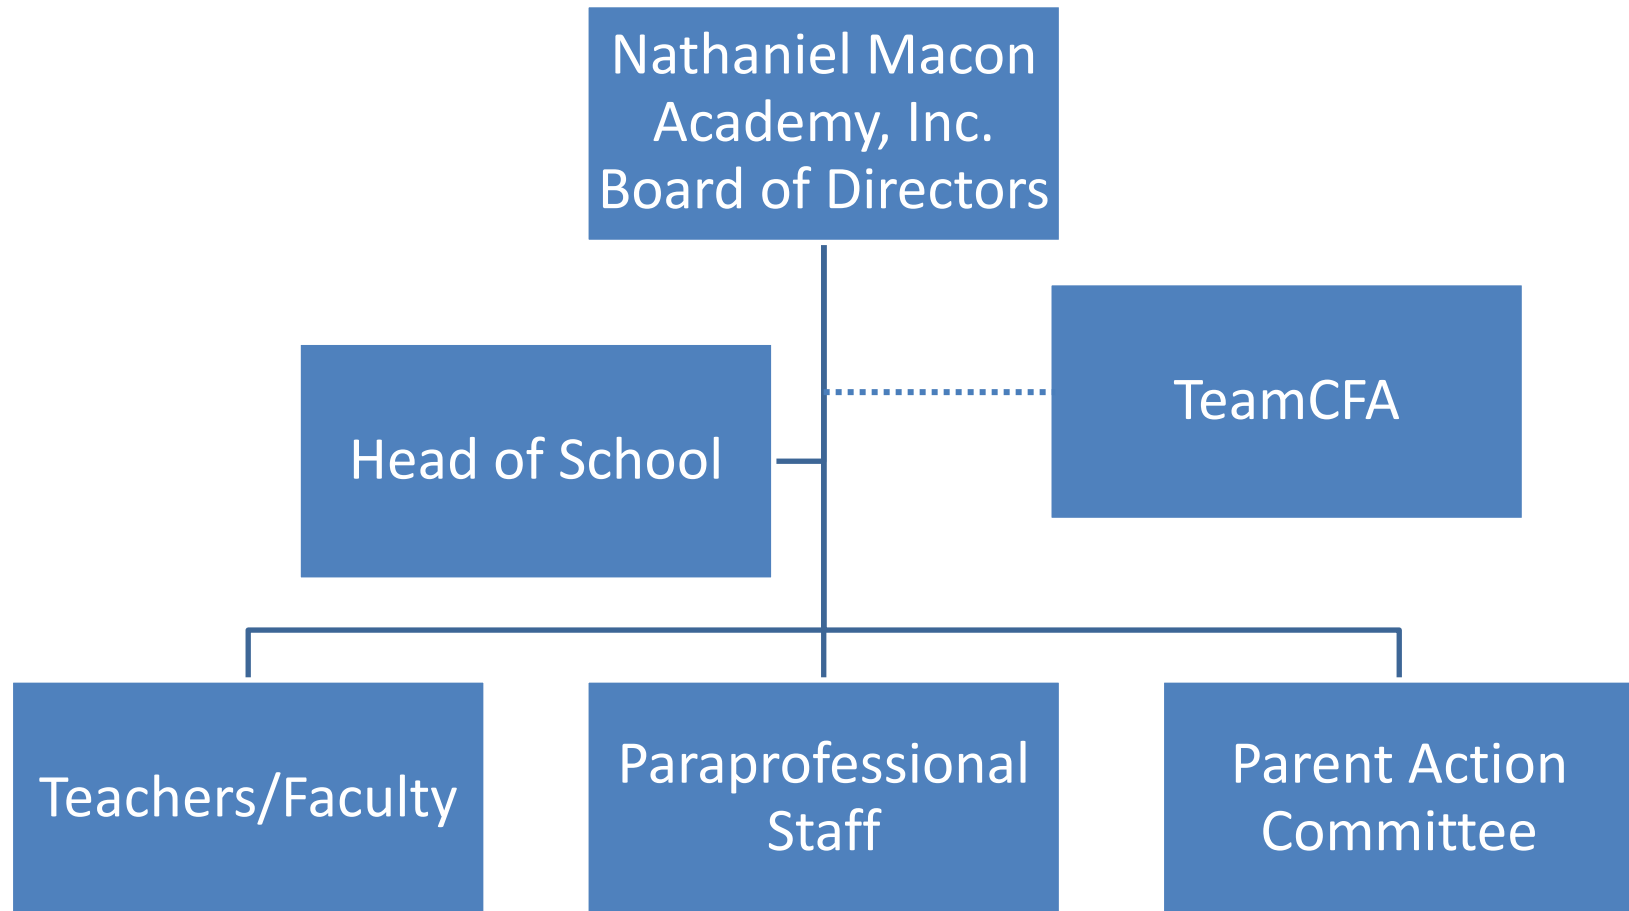 Nathaniel Macon
Academy, Inc.
Board of Directors
TeamCFA
Head of School
Teachers/Faculty
Paraprofessional
Staff
Parent Action
Committee